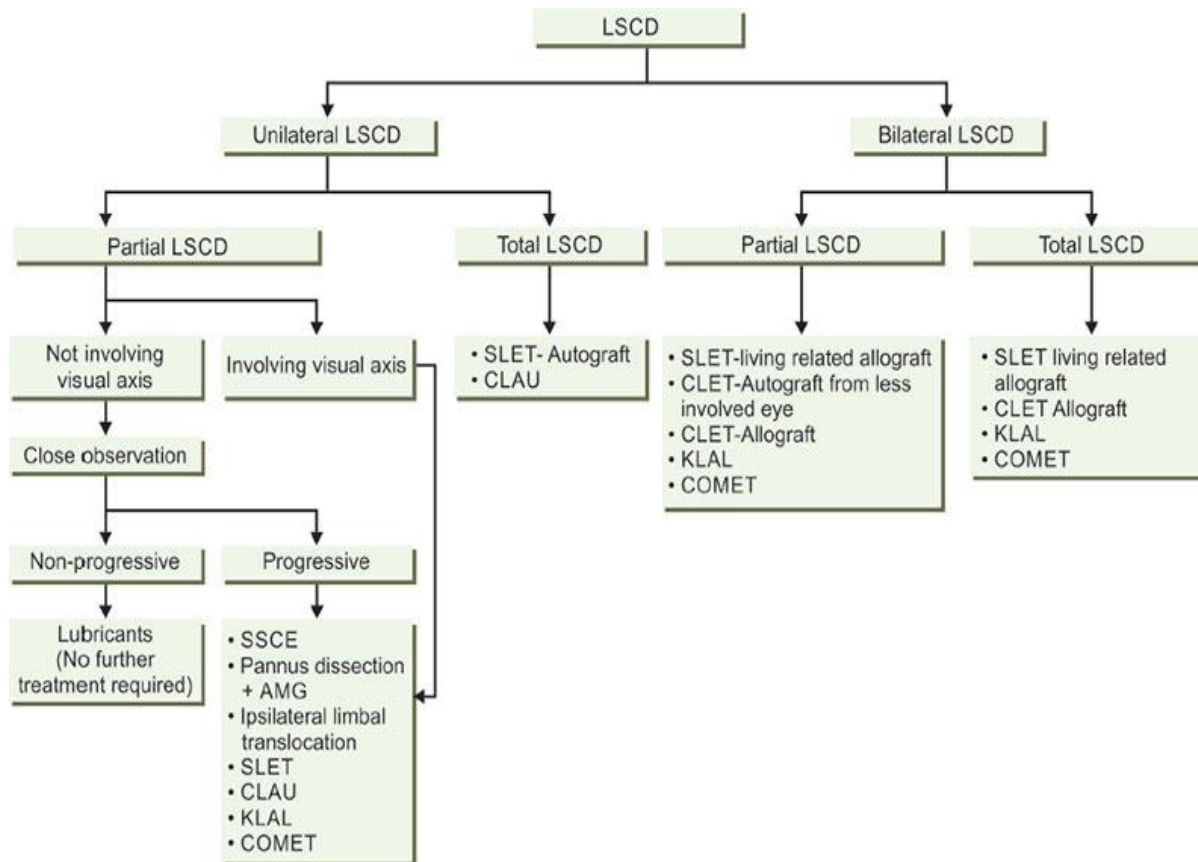 LSCD
Unilateral LSCD
Bilateral LSCD
Partial LSCD
Total LSCD
Partial LSCD
Total LSCD
Not involving
visual axis
Involving visual axis
• SLET- Autograft
• CLAU
• SLET-living related allograft
• CLET-Autograft from less
involved eye
• CLET-Allograft
• KLAL
• COMET
• SLET living related
allograft
• CLET Allograft
• KLAL
• COMET
Close observation
Non-progressive
Progressive
Lubricants
(No further
treatment required)
• SSCE
• Pannus dissection
+ AMG
• Ipsilateral limbal
translocation
• SLET
• CLAU
• KLAL
• COMET